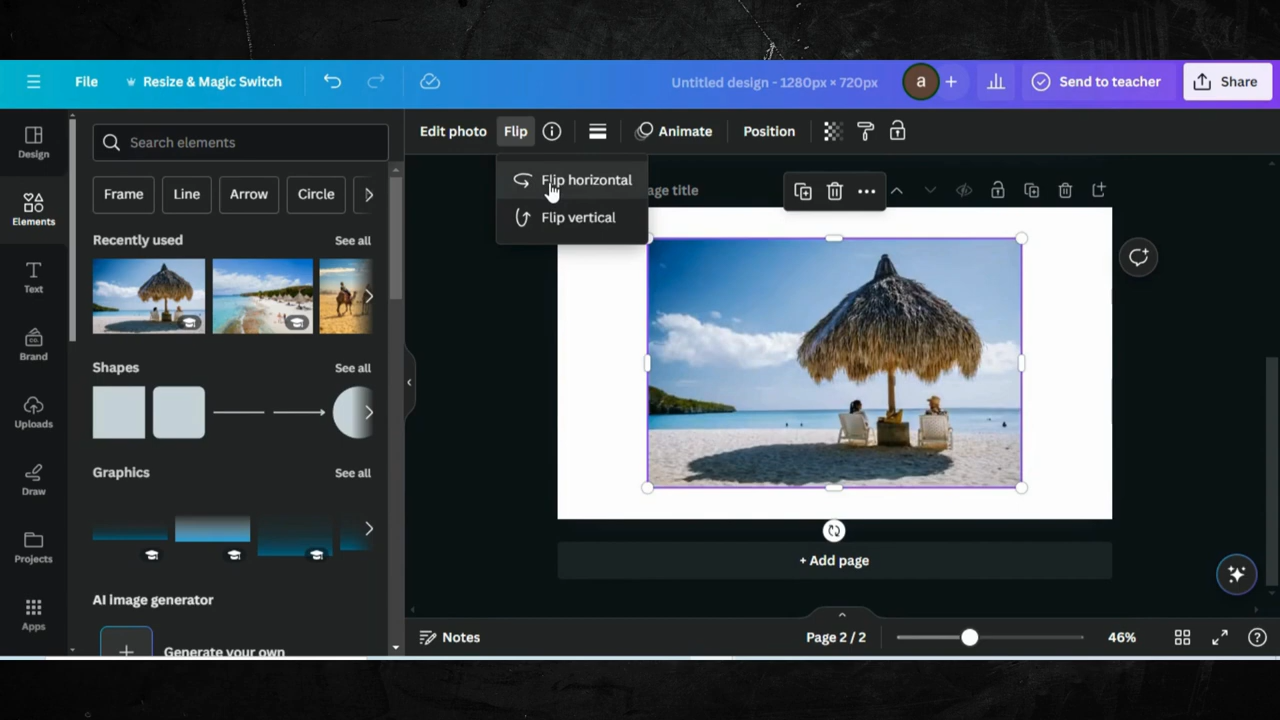 File
Resize & Magic Switch
Untitled design - 1280px × 720px
a
+
Send to teacher
Share
Design
Elements
Text
Brand
Uploads
Draw
Projects
Apps
Search elements
Frame
Line
Arrow
Circle
Recently used
See all
Shapes
See all
Graphics
See all
AI image generator
+ Generate your own
Edit photo
Flip
Animate
Position
Flip horizontal
Flip vertical
age title
+ Add page
Notes
Page 2 / 2
46%